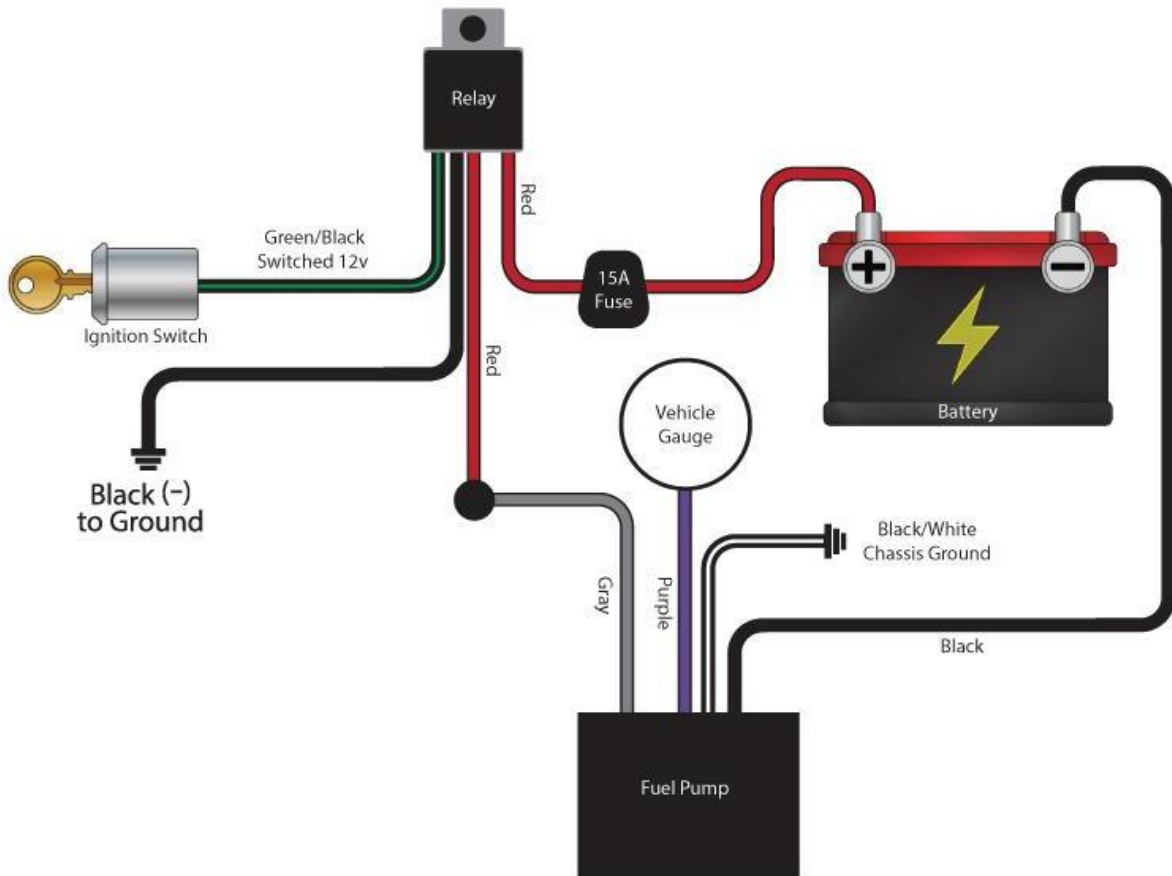 Relay
Red
Green/Black
Switched 12v
15A
Fuse
+
−
Ignition Switch
Red
Vehicle
Gauge
Battery
Black (−)
to Ground
Black/White
Chassis Ground
Gray
Purple
Black
Fuel Pump